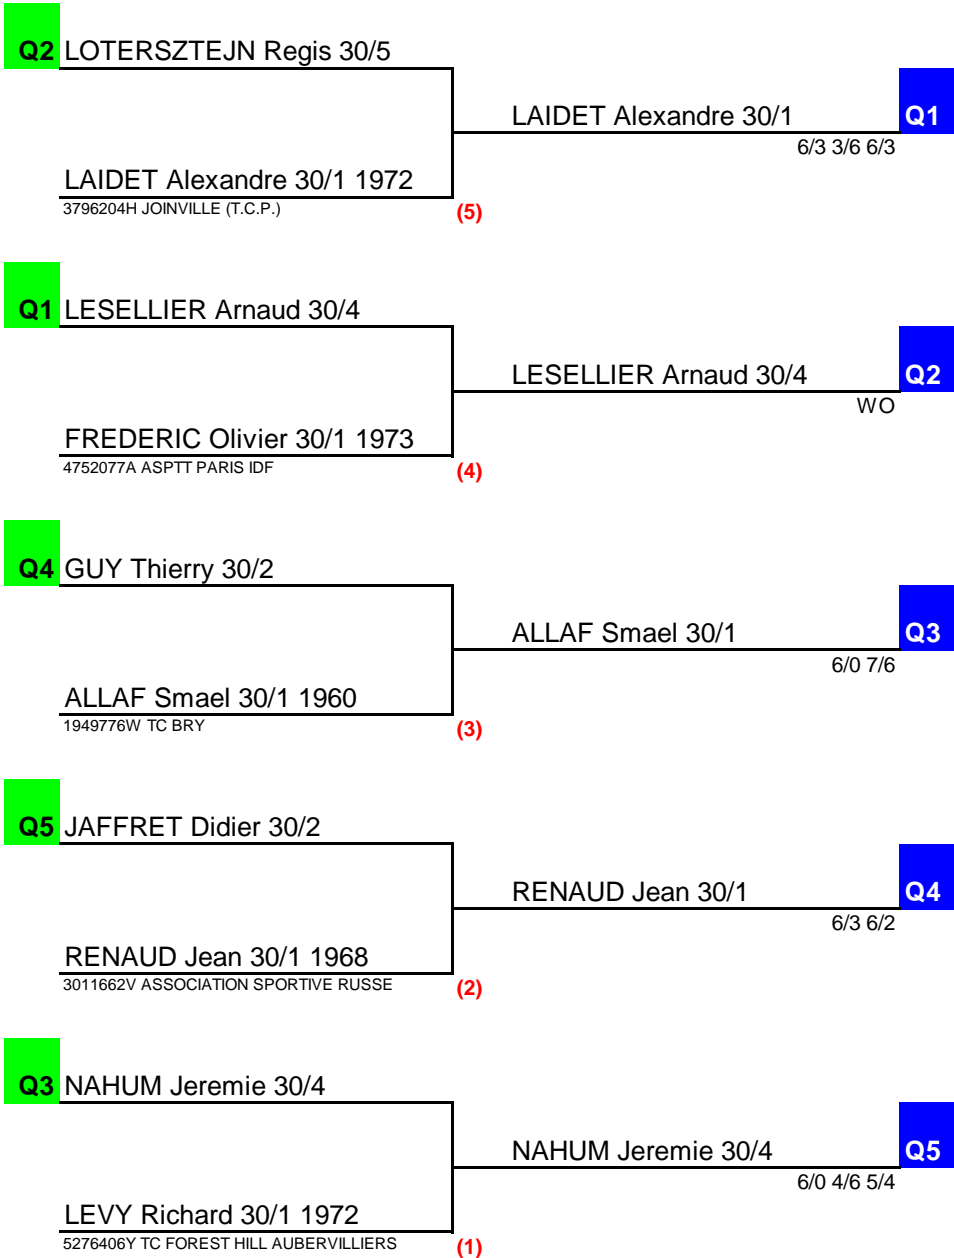 Q2 LOTERSZTEJN Regis 30/5
LAIDET Alexandre 30/1 Q1
6/3 3/6 6/3
LAIDET Alexandre 30/1 1972
3796204H JOINVILLE (T.C.P.) (5)
Q1 LESELLIER Arnaud 30/4
LESELLIER Arnaud 30/4 Q2
WO
FREDERIC Olivier 30/1 1973
4752077A ASPTT PARIS IDF (4)
Q4 GUY Thierry 30/2
ALLAF Smael 30/1 Q3
6/0 7/6
ALLAF Smael 30/1 1960
1949776W TC BRY (3)
Q5 JAFFRET Didier 30/2
RENAUD Jean 30/1 Q4
6/3 6/2
RENAUD Jean 30/1 1968
3011662V ASSOCIATION SPORTIVE RUSSE (2)
Q3 NAHUM Jeremie 30/4
NAHUM Jeremie 30/4 Q5
6/0 4/6 5/4
LEVY Richard 30/1 1972
5276406Y TC FOREST HILL AUBERVILLIERS (1)